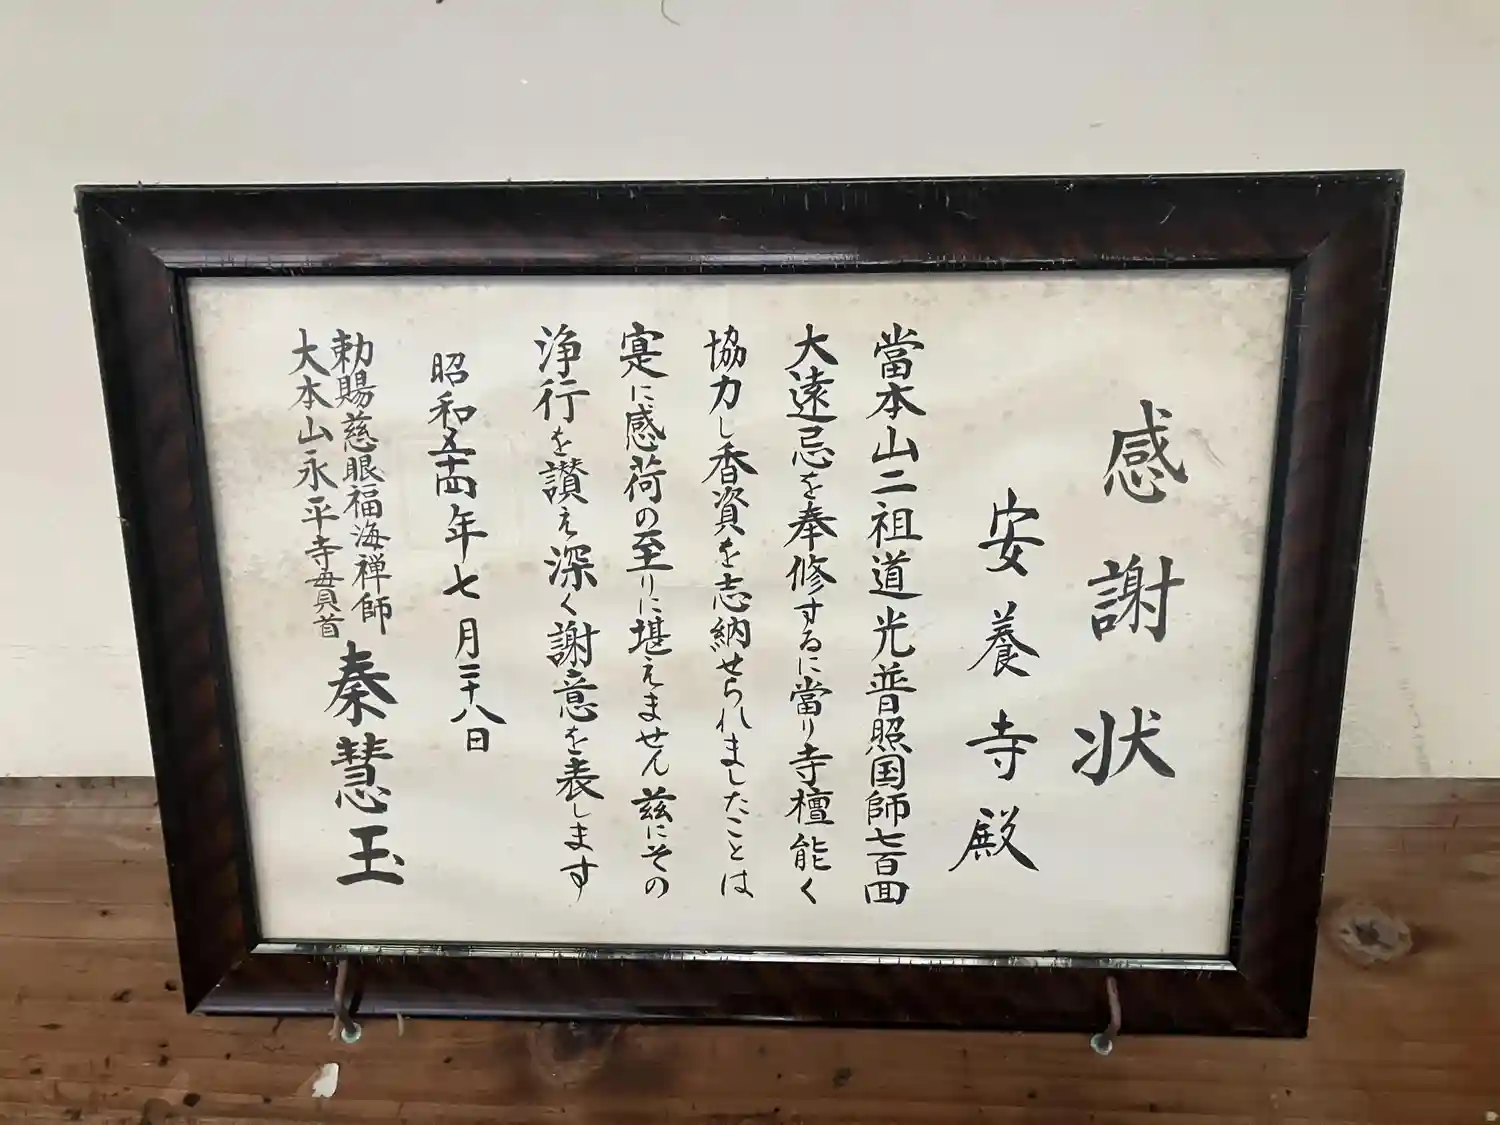 感謝状
安養寺殿
當本山二祖道光普照国師七百回
大遠忌を奉修するに當り寺檀能く
協力し香資を志納せられましたことは
寔に感荷の至りに堪えません茲にその
浄行を讃え深く謝意を表します
昭和五十四年七月二十八日
勅賜慈眼福海禅師
大本山永平寺貫首 秦慧玉